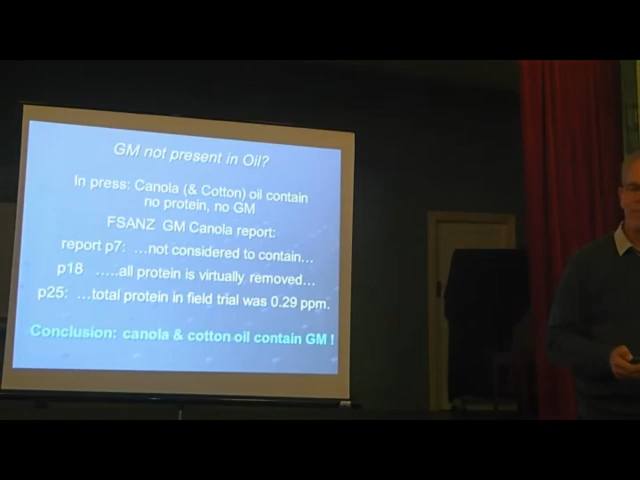 GM not present in Oil?
In press: Canola (& Cotton) oil contain
no protein, no GM
FSANZ GM Canola report:
report p7: …not considered to contain…
p18 …..all protein is virtually removed…
p25: …total protein in field trial was 0.29 ppm.
Conclusion: canola & cotton oil contain GM !